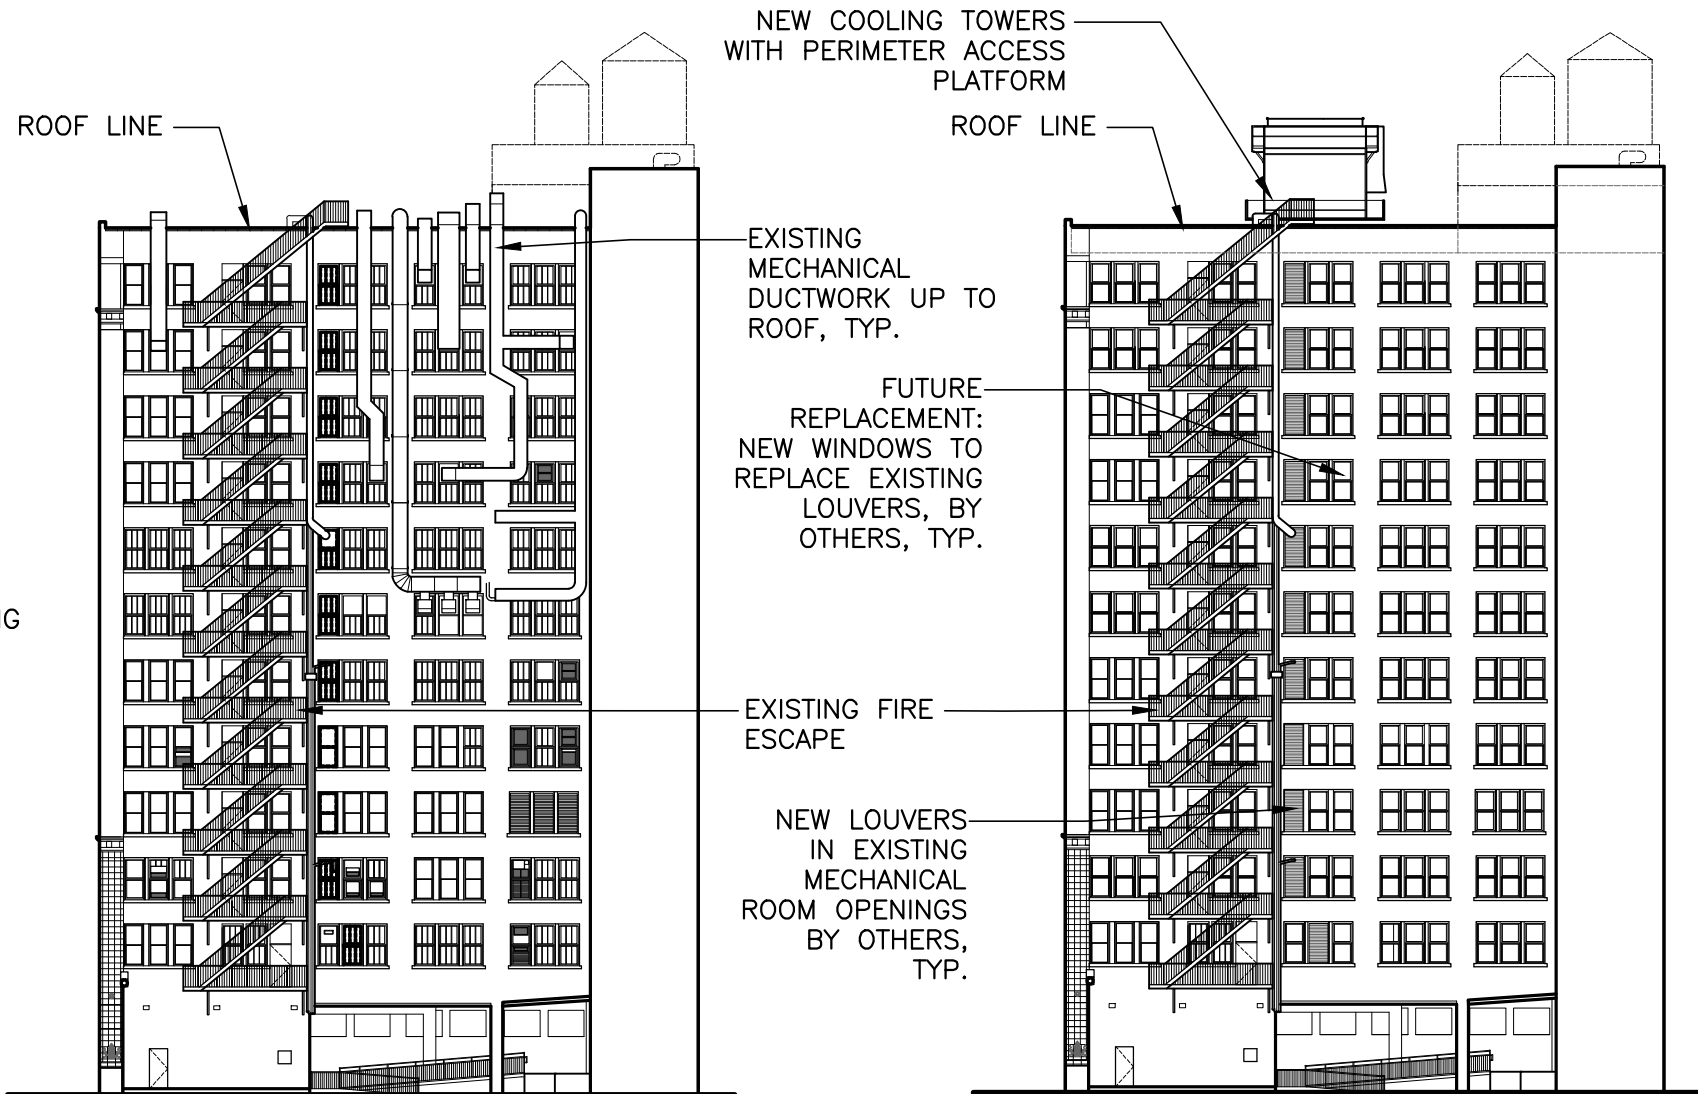 NEW COOLING TOWERS
WITH PERIMETER ACCESS
PLATFORM
ROOF LINE
ROOF LINE
EXISTING
MECHANICAL
DUCTWORK UP TO
ROOF, TYP.
FUTURE
REPLACEMENT:
NEW WINDOWS TO
REPLACE EXISTING
LOUVERS, BY
OTHERS, TYP.
EXISTING FIRE
ESCAPE
NEW LOUVERS
IN EXISTING
MECHANICAL
ROOM OPENINGS
BY OTHERS,
TYP.